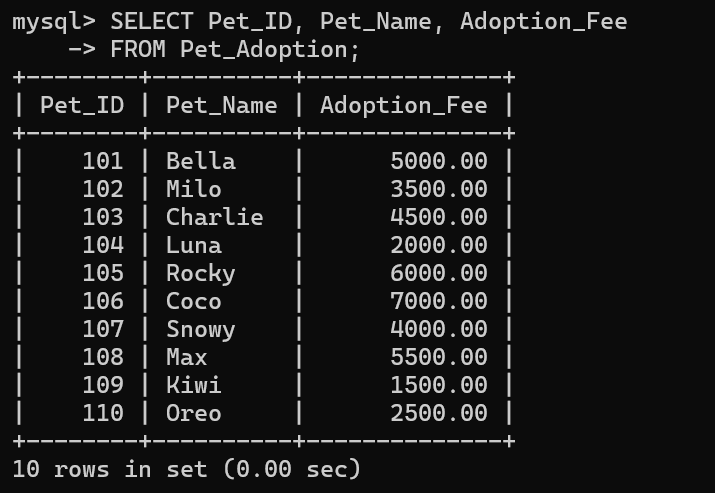 mysql> SELECT Pet_ID, Pet_Name, Adoption_Fee
    -> FROM Pet_Adoption;
+--------+----------+--------------+
| Pet_ID | Pet_Name | Adoption_Fee |
+--------+----------+--------------+
|    101 | Bella    |      5000.00 |
|    102 | Milo     |      3500.00 |
|    103 | Charlie  |      4500.00 |
|    104 | Luna     |      2000.00 |
|    105 | Rocky    |      6000.00 |
|    106 | Coco     |      7000.00 |
|    107 | Snowy    |      4000.00 |
|    108 | Max      |      5500.00 |
|    109 | Kiwi     |      1500.00 |
|    110 | Oreo     |      2500.00 |
+--------+----------+--------------+
10 rows in set (0.00 sec)